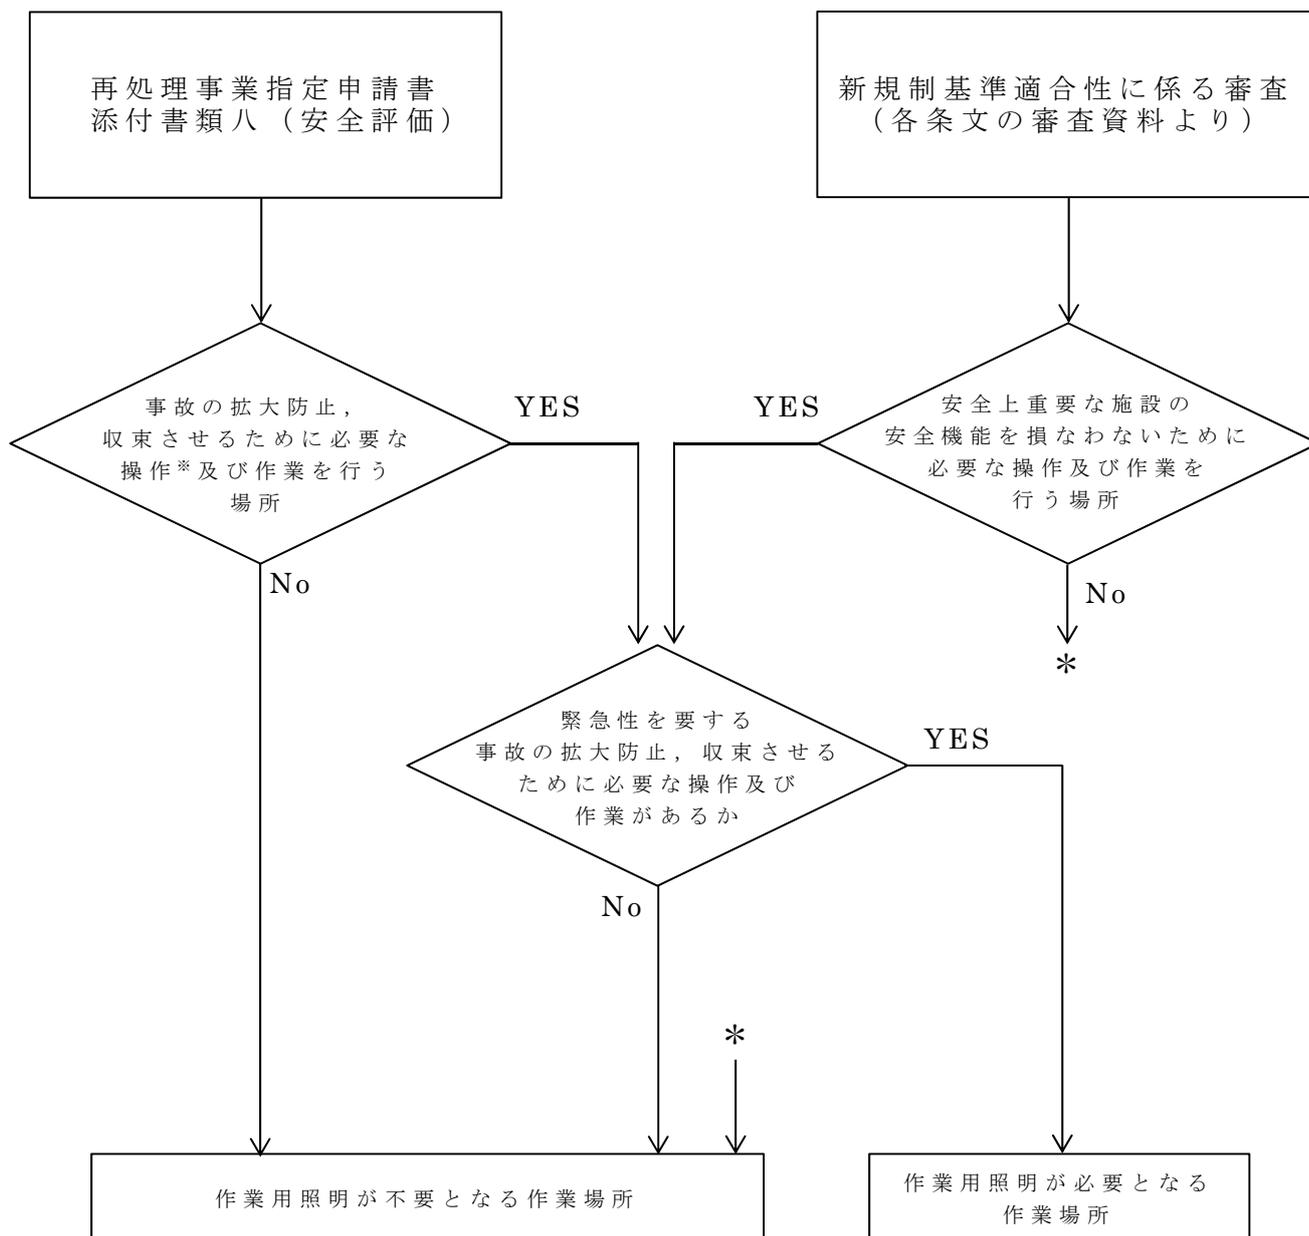 再処理事業指定申請書
添付書類八（安全評価）
新規制基準適合性に係る審査
（各条文の審査資料より）
事故の拡大防止，
収束させるために必要な
操作※及び作業を行う
場所
YES
No
YES
安全上重要な施設の
安全機能を損なわないために
必要な操作及び作業を
行う場所
No
*
緊急性を要する
事故の拡大防止，収束させる
ために必要な操作及び
作業があるか
YES
No
*
作業用照明が不要となる作業場所
作業用照明が必要となる
作業場所